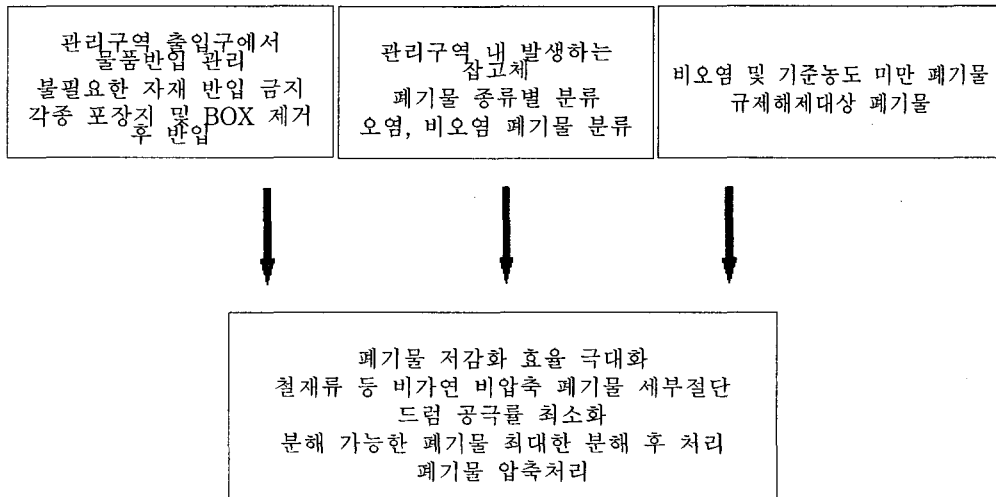 관리구역 출입구에서
물품반입 관리
불필요한 자재 반입 금지
각종 포장지 및 BOX 제거
후 반입
관리구역 내 발생하는
잡고체
폐기물 종류별 분류
오염, 비오염 폐기물 분류
비오염 및 기준농도 미만 폐기물
규제해제대상 폐기물
폐기물 저감화 효율 극대화
철재류 등 비가연 비압축 폐기물 세부절단
드럼 공극률 최소화
분해 가능한 폐기물 최대한 분해 후 처리
폐기물 압축처리